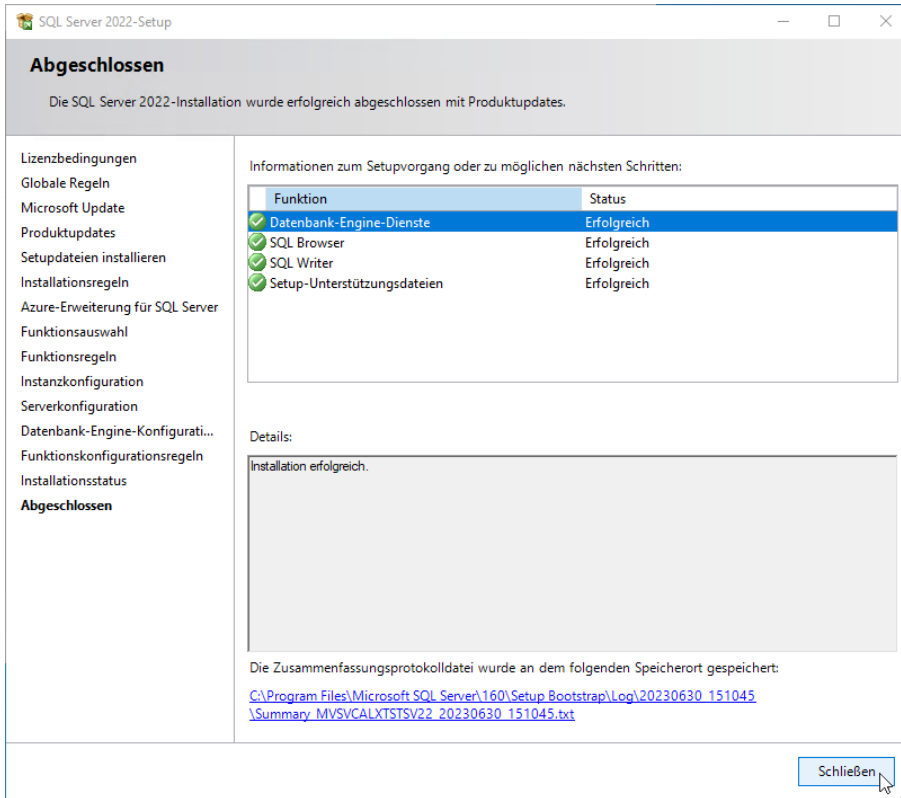 SQL Server 2022-Setup
Abgeschlossen
Die SQL Server 2022-Installation wurde erfolgreich abgeschlossen mit Produktupdates.
Lizenzbedingungen
Globale Regeln
Microsoft Update
Produktupdates
Setupdateien installieren
Installationsregeln
Azure-Erweiterung für SQL Server
Funktionsauswahl
Funktionsregeln
Instanzkonfiguration
Serverkonfiguration
Datenbank-Engine-Konfigurati...
Funktionskonfigurationsregeln
Installationsstatus
Abgeschlossen
Informationen zum Setupvorgang oder zu möglichen nächsten Schritten:
Funktion Status
Datenbank-Engine-Dienste Erfolgreich
SQL Browser Erfolgreich
SQL Writer Erfolgreich
Setup-Unterstützungsdateien Erfolgreich
Details:
Installation erfolgreich.
Die Zusammenfassungsprotokolldatei wurde an dem folgenden Speicherort gespeichert:
C:\Program Files\Microsoft SQL Server\160\Setup Bootstrap\Log\20230630_151045
\Summary_MVSVCALXTSTSV22_20230630_151045.txt
Schließen